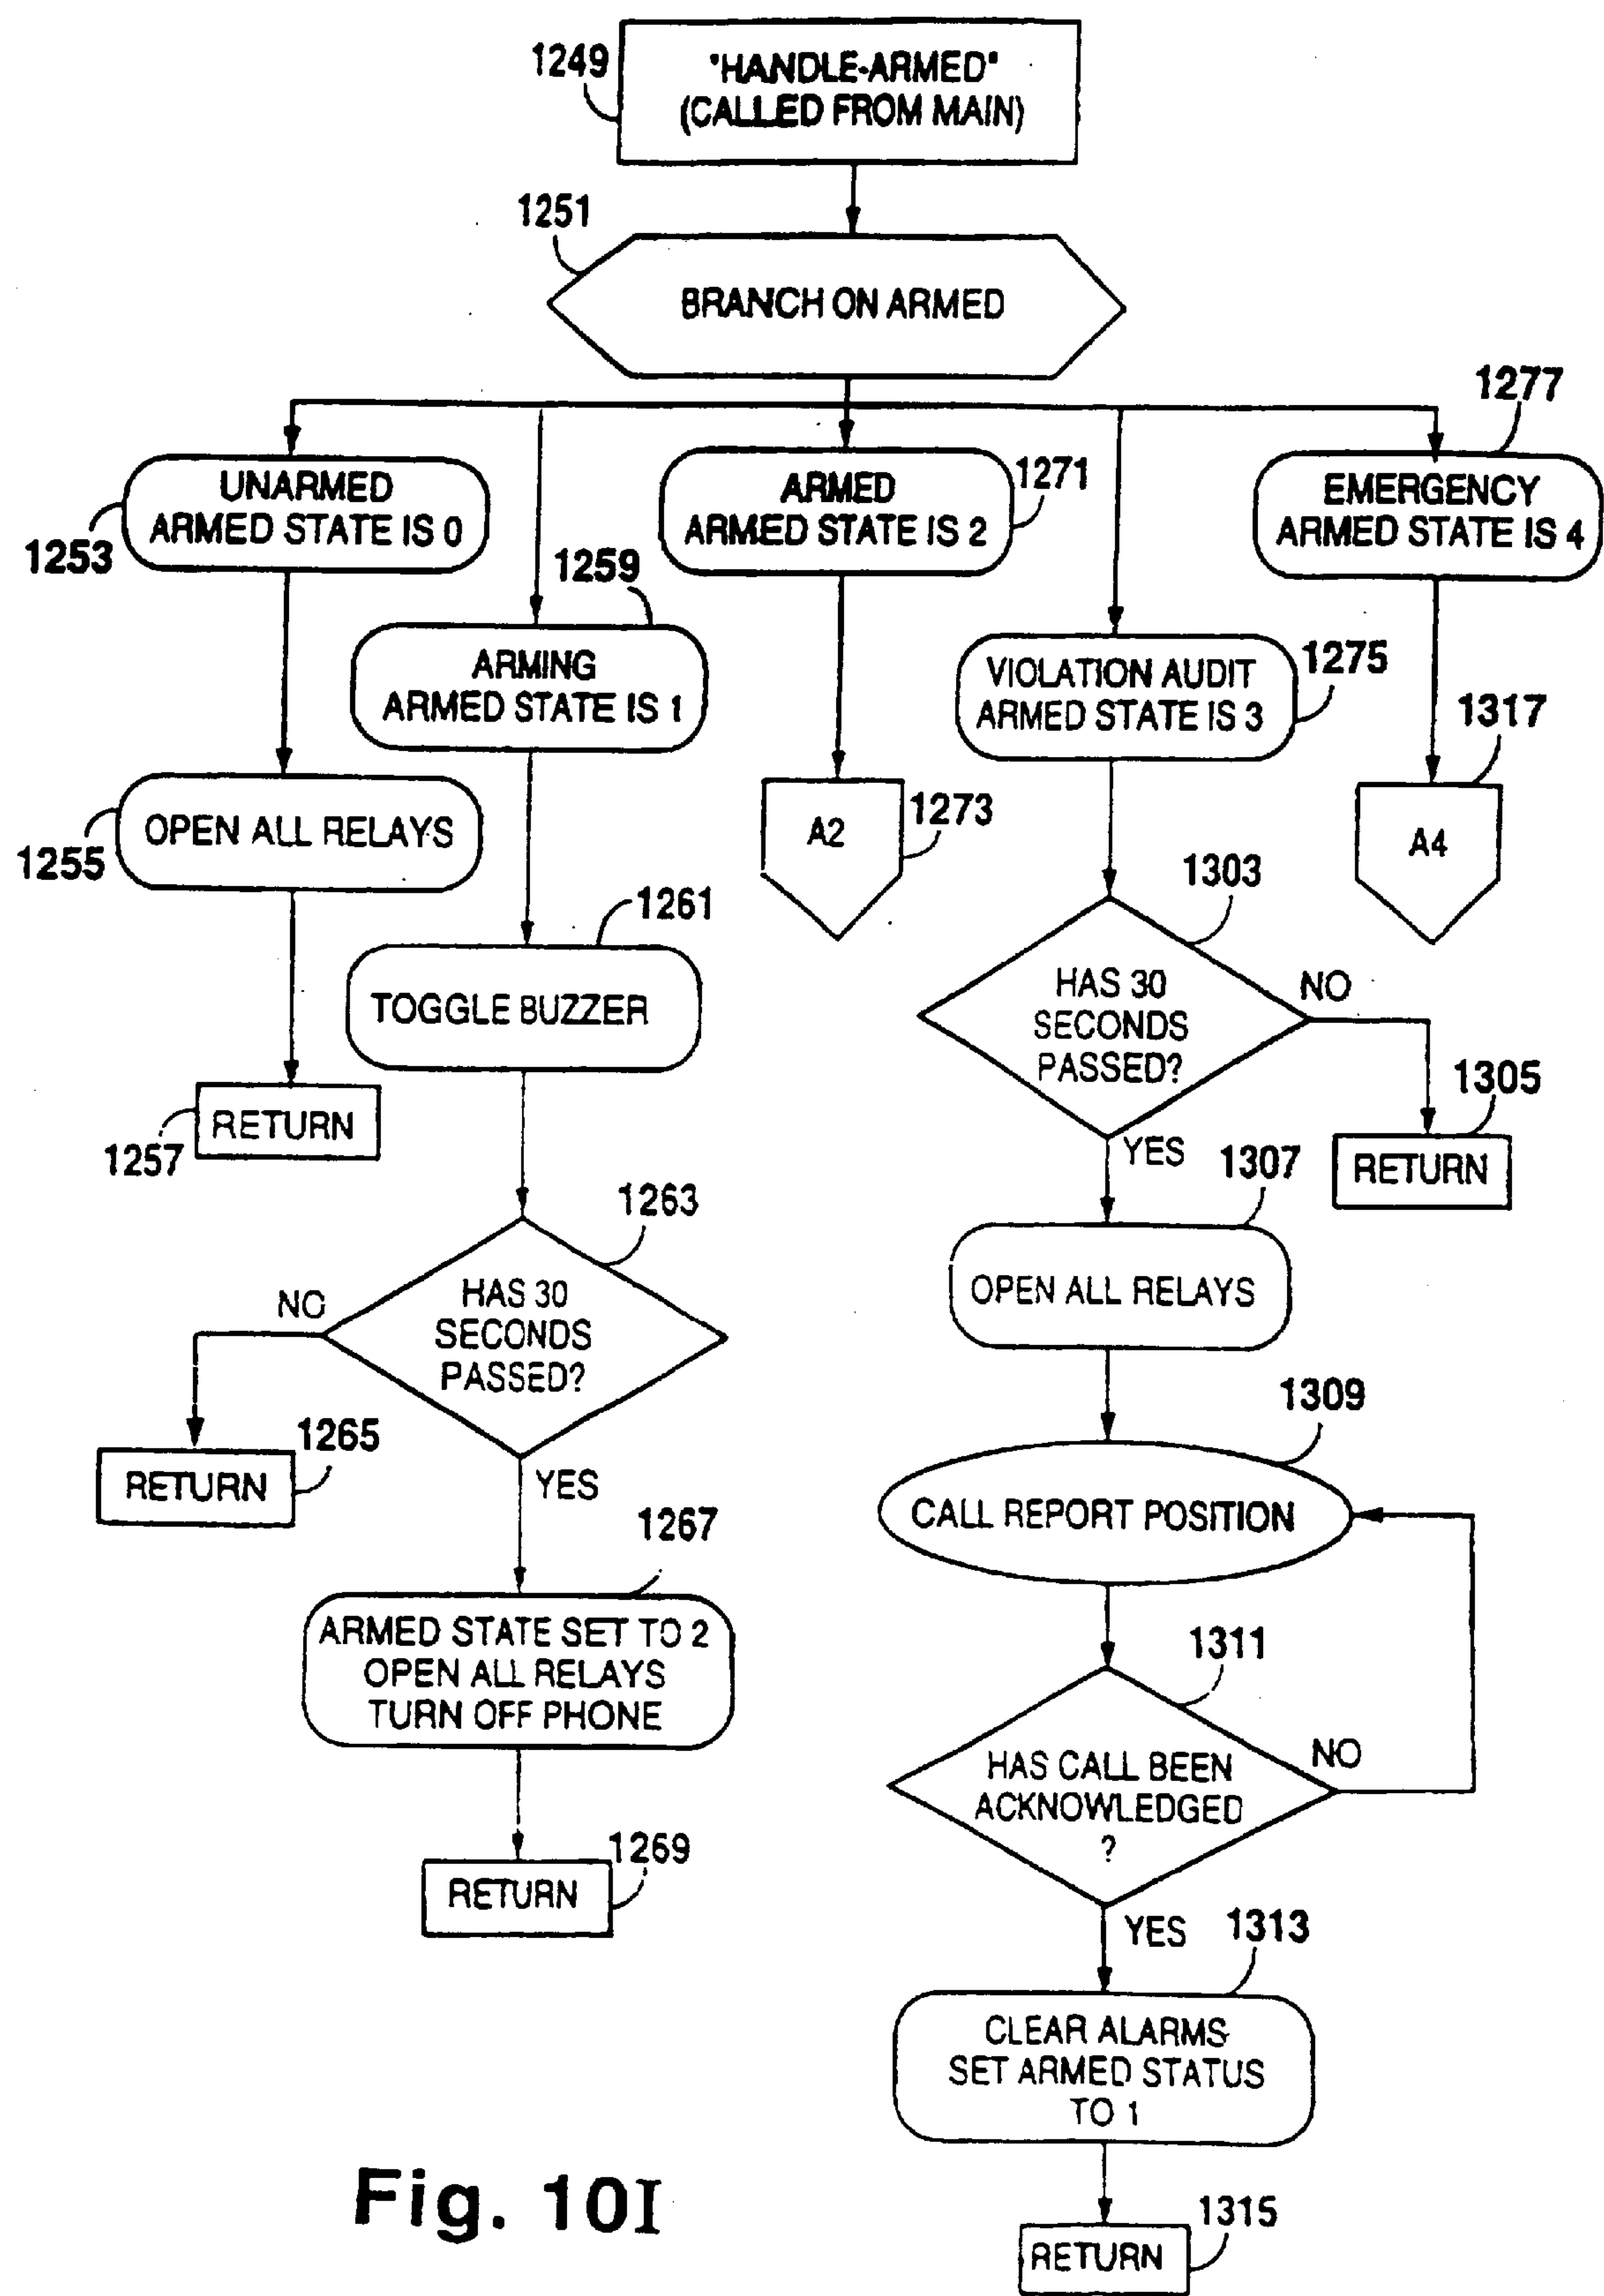 1249
"HANDLE-ARMED"
(CALLED FROM MAIN)
1251
BRANCH ON ARMED
1277
UNARMED
ARMED STATE IS 0
1253
ARMED
ARMED STATE IS 2
1271
EMERGENCY
ARMED STATE IS 4
1259
ARMING
ARMED STATE IS 1
VIOLATION AUDIT
ARMED STATE IS 3
1275
1317
OPEN ALL RELAYS
1255
A2
1273
A4
1261
TOGGLE BUZZER
1303
HAS 30
SECONDS
PASSED?
NO
1305
RETURN
RETURN
1257
YES
1307
OPEN ALL RELAYS
1263
HAS 30
SECONDS
PASSED?
NO
1265
RETURN
YES
1309
CALL REPORT POSITION
1267
ARMED STATE SET TO 2
OPEN ALL RELAYS
TURN OFF PHONE
1311
HAS CALL BEEN
ACKNOWLEDGED
?
NO
1269
RETURN
YES
1313
CLEAR ALARMS
SET ARMED STATUS
TO 1
1315
RETURN
Fig. 10I